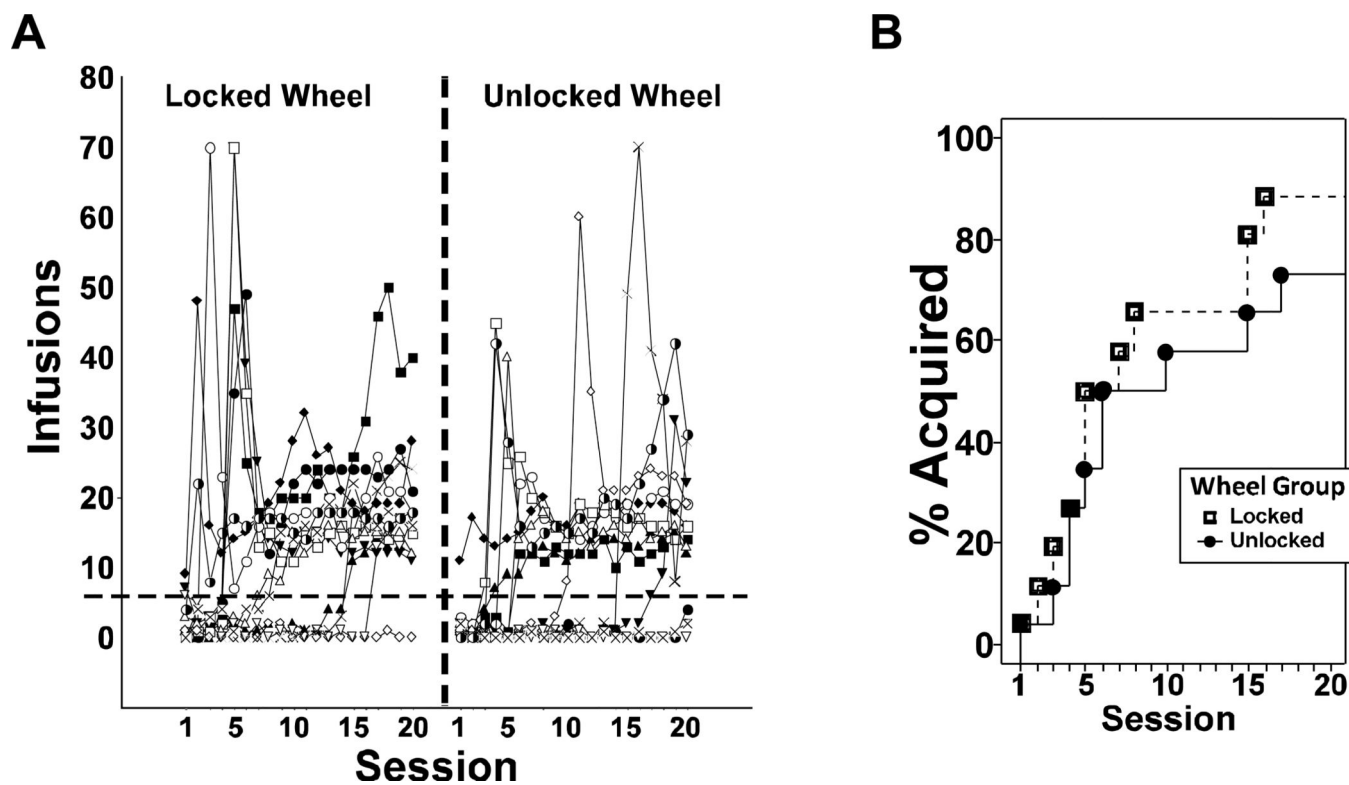 A
Locked Wheel
Unlocked Wheel
80
70
60
50
40
30
20
10
0
Infusions
1 5 10 15 20
1 5 10 15 20
Session
B
100
80
60
40
20
0
% Acquired
Wheel Group
Locked
Unlocked
1 5 10 15 20
Session